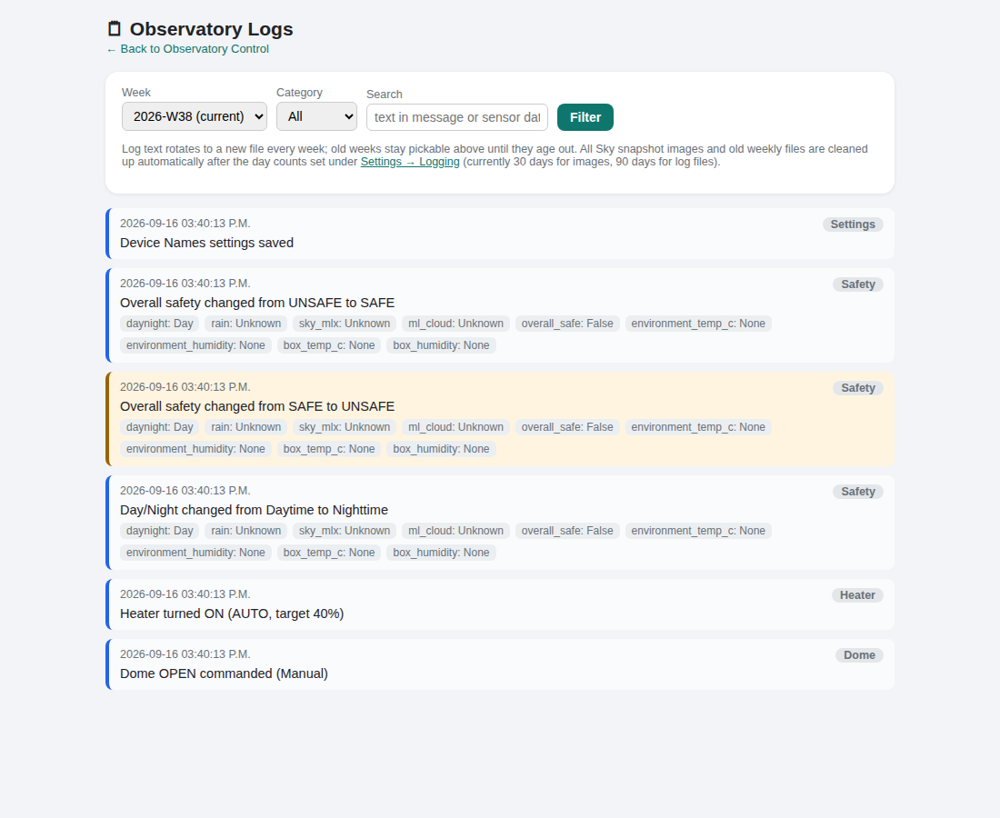 Observatory Logs
← Back to Observatory Control
Week
Category
Search
2026-W38 (current)
All
text in message or sensor dat
Filter
Log text rotates to a new file every week; old weeks stay pickable above until they age out. All Sky snapshot images and old weekly files are cleaned
up automatically after the day counts set under Settings → Logging (currently 30 days for images, 90 days for log files).
2026-09-16 03:40:13 P.M.
Settings
Device Names settings saved
2026-09-16 03:40:13 P.M.
Safety
Overall safety changed from UNSAFE to SAFE
daynight: Day rain: Unknown sky_mlx: Unknown ml_cloud: Unknown overall_safe: False environment_temp_c: None
environment_humidity: None box_temp_c: None box_humidity: None
2026-09-16 03:40:13 P.M.
Safety
Overall safety changed from SAFE to UNSAFE
daynight: Day rain: Unknown sky_mlx: Unknown ml_cloud: Unknown overall_safe: False environment_temp_c: None
environment_humidity: None box_temp_c: None box_humidity: None
2026-09-16 03:40:13 P.M.
Safety
Day/Night changed from Daytime to Nighttime
daynight: Day rain: Unknown sky_mlx: Unknown ml_cloud: Unknown overall_safe: False environment_temp_c: None
environment_humidity: None box_temp_c: None box_humidity: None
2026-09-16 03:40:13 P.M.
Heater
Heater turned ON (AUTO, target 40%)
2026-09-16 03:40:13 P.M.
Dome
Dome OPEN commanded (Manual)